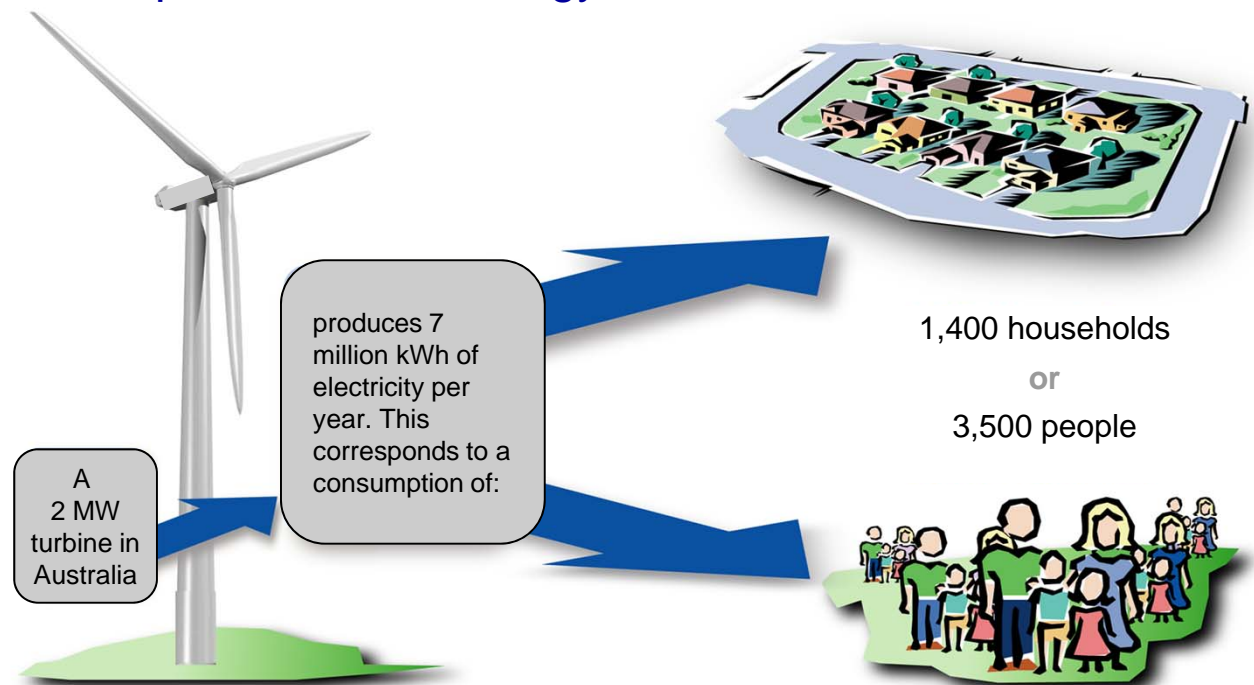 A
2 MW
turbine in
Australia
produces 7
million kWh of
electricity per
year. This
corresponds to a
consumption of:
1,400 households
or
3,500 people